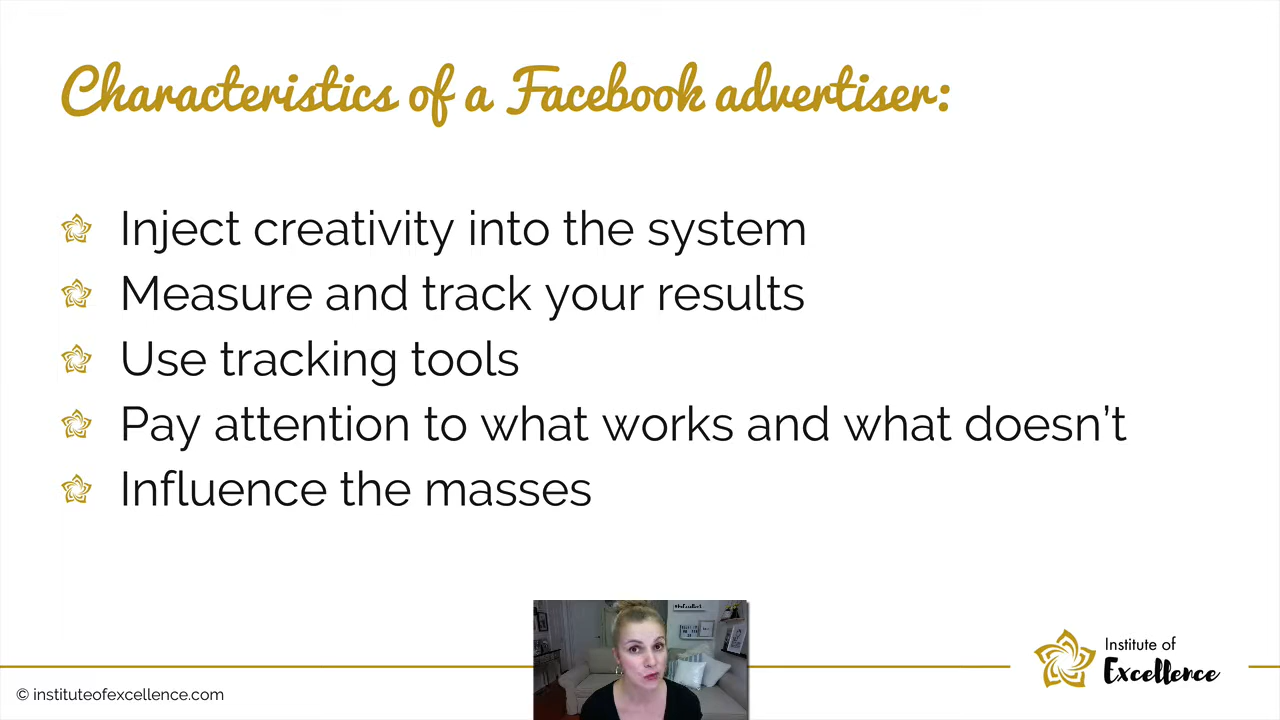 Characteristics of a Facebook advertiser:
Inject creativity into the system
Measure and track your results
Use tracking tools
Pay attention to what works and what doesn’t
Influence the masses
Institute of
Excellence
© instituteofexcellence.com